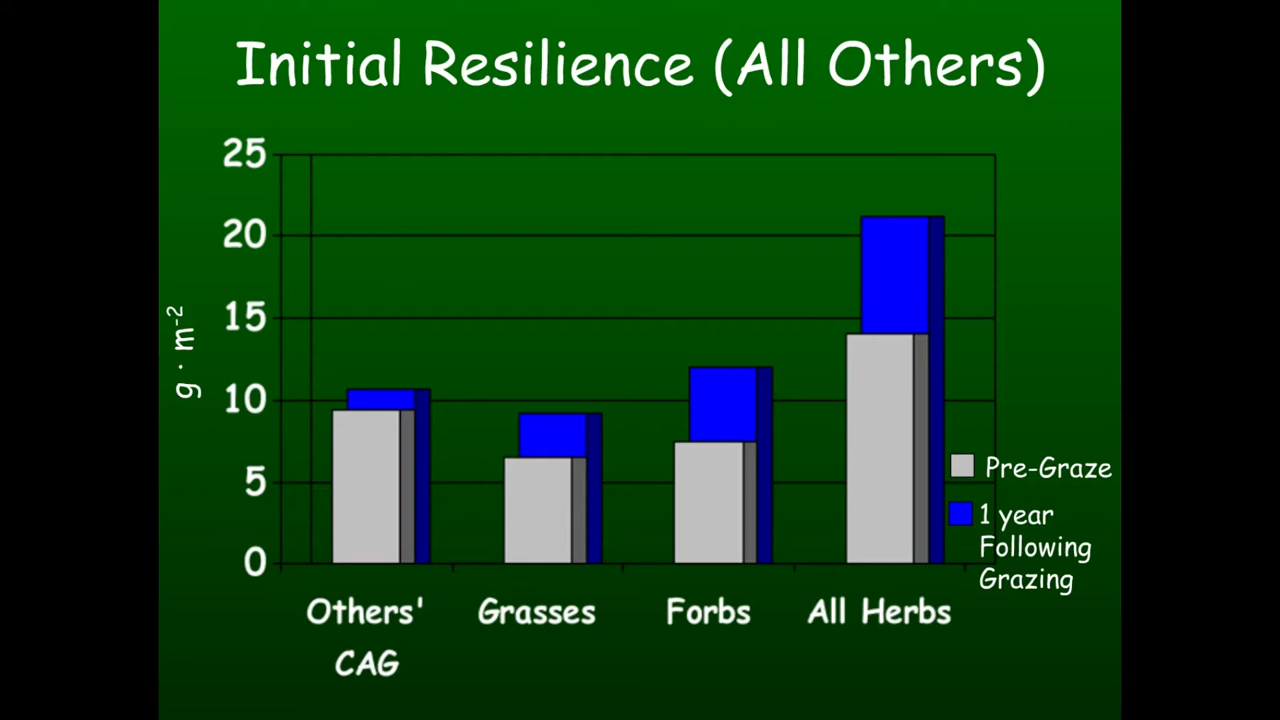 Initial Resilience (All Others)
25
20
15
10
5
0
g · m⁻²
Others' CAG
Grasses
Forbs
All Herbs
Pre-Graze
1 year
Following
Grazing